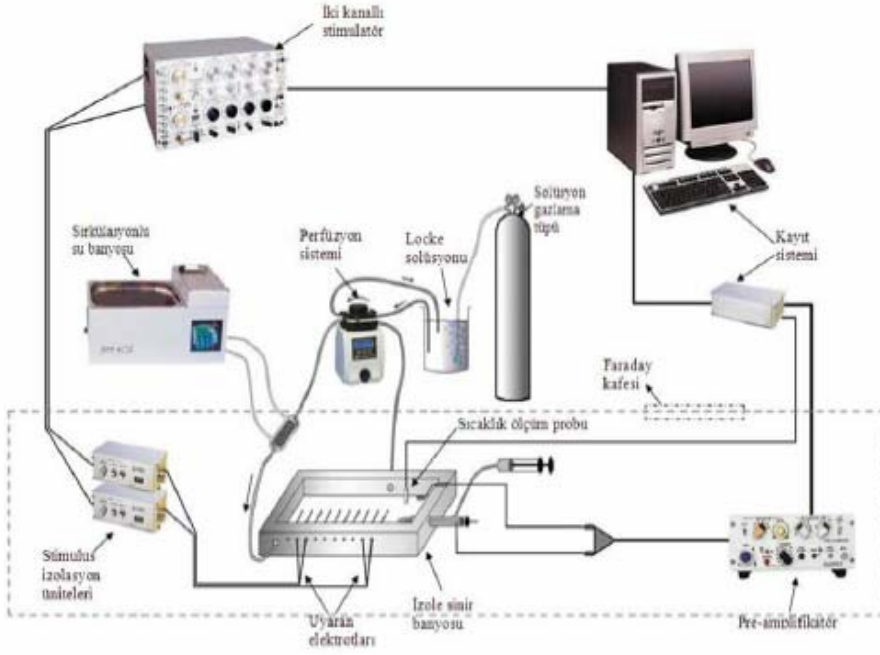 İki kanallı
stimulatör
Solüsyon
gazlama
tüpü
Sirkülasyonlu
su banyosu
Perfüzyon
sistemi
Locke
solüsyonu
Kayıt
sistemi
Faraday
kafesi
Sıcaklık ölçüm probu
Stimulus
izolasyon
üniteleri
Uyaran
elektrotları
İzole sinir
banyosu
Pre-amplifikatör